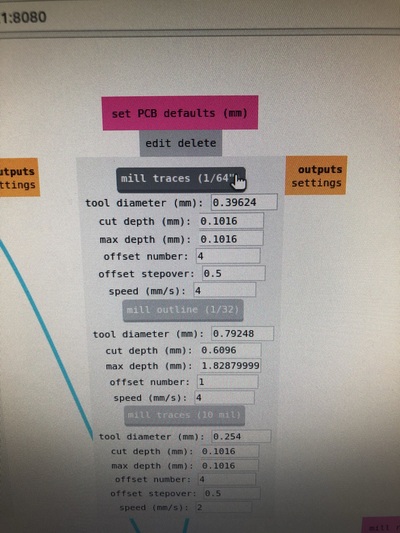 1:8080
set PCB defaults (mm)
edit delete
utputs
ttings
mill traces (1/64")
outputs
settings
tool diameter (mm): 0.39624
cut depth (mm): 0.1016
max depth (mm): 0.1016
offset number: 4
offset stepover: 0.5
speed (mm/s): 4
mill outline (1/32)
tool diameter (mm): 0.79248
cut depth (mm): 0.6096
max depth (mm): 1.82879999
offset number: 1
speed (mm/s): 4
mill traces (10 mil)
tool diameter (mm): 0.254
cut depth (mm): 0.1016
max depth (mm): 0.1016
offset number: 4
offset stepover: 0.5
speed (mm/s): 2
mill